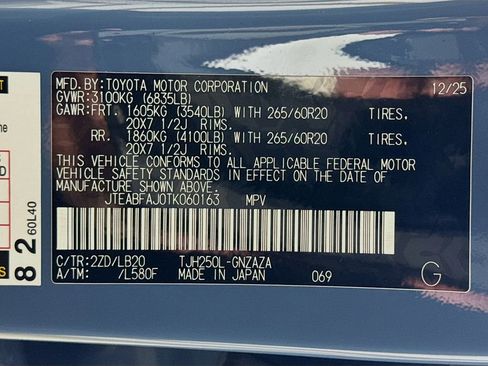 MFD.BY:TOYOTA MOTOR CORPORATION 12/25
GVWR:3100KG (6835LB)
GAWR:FRT. 1605KG (3540LB) WITH 265/60R20 TIRES.
20X7 1/2J RIMS.
RR. 1860KG (4100LB) WITH 265/60R20 TIRES.
20X7 1/2J RIMS.
THIS VEHICLE CONFORMS TO ALL APPLICABLE FEDERAL MOTOR
VEHICLE SAFETY STANDARDS IN EFFECT ON THE DATE OF
MANUFACTURE SHOWN ABOVE.
JTEABFAJ0TK060163 MPV
C/TR:2ZD/LB20 TJH250L-GNZAZA
A/TM: /L580F MADE IN JAPAN 069 G
82
60L40